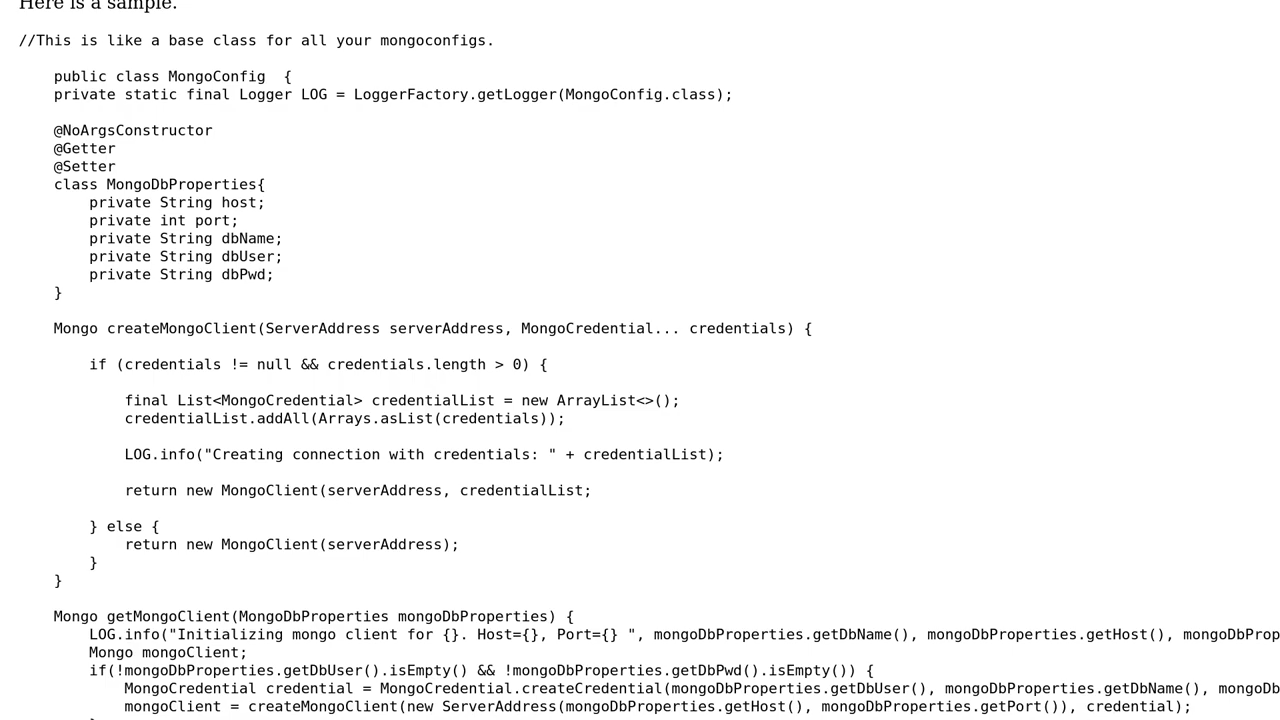 Here is a sample.
//This is like a base class for all your mongoconfigs.
public class MongoConfig  {
private static final Logger LOG = LoggerFactory.getLogger(MongoConfig.class);
@NoArgsConstructor
@Getter
@Setter
class MongoDbProperties{
private String host;
private int port;
private String dbName;
private String dbUser;
private String dbPwd;
}
Mongo createMongoClient(ServerAddress serverAddress, MongoCredential... credentials) {
if (credentials != null && credentials.length > 0) {
final List<MongoCredential> credentialList = new ArrayList<>();
credentialList.addAll(Arrays.asList(credentials));
LOG.info("Creating connection with credentials: " + credentialList);
return new MongoClient(serverAddress, credentialList;
} else {
return new MongoClient(serverAddress);
}
}
Mongo getMongoClient(MongoDbProperties mongoDbProperties) {
LOG.info("Initializing mongo client for {}. Host={}, Port={} ", mongoDbProperties.getDbName(), mongoDbProperties.getHost(), mongoDbProp
Mongo mongoClient;
if(!mongoDbProperties.getDbUser().isEmpty() && !mongoDbProperties.getDbPwd().isEmpty()) {
MongoCredential credential = MongoCredential.createCredential(mongoDbProperties.getDbUser(), mongoDbProperties.getDbName(), mongoDb
mongoClient = createMongoClient(new ServerAddress(mongoDbProperties.getHost(), mongoDbProperties.getPort()), credential);